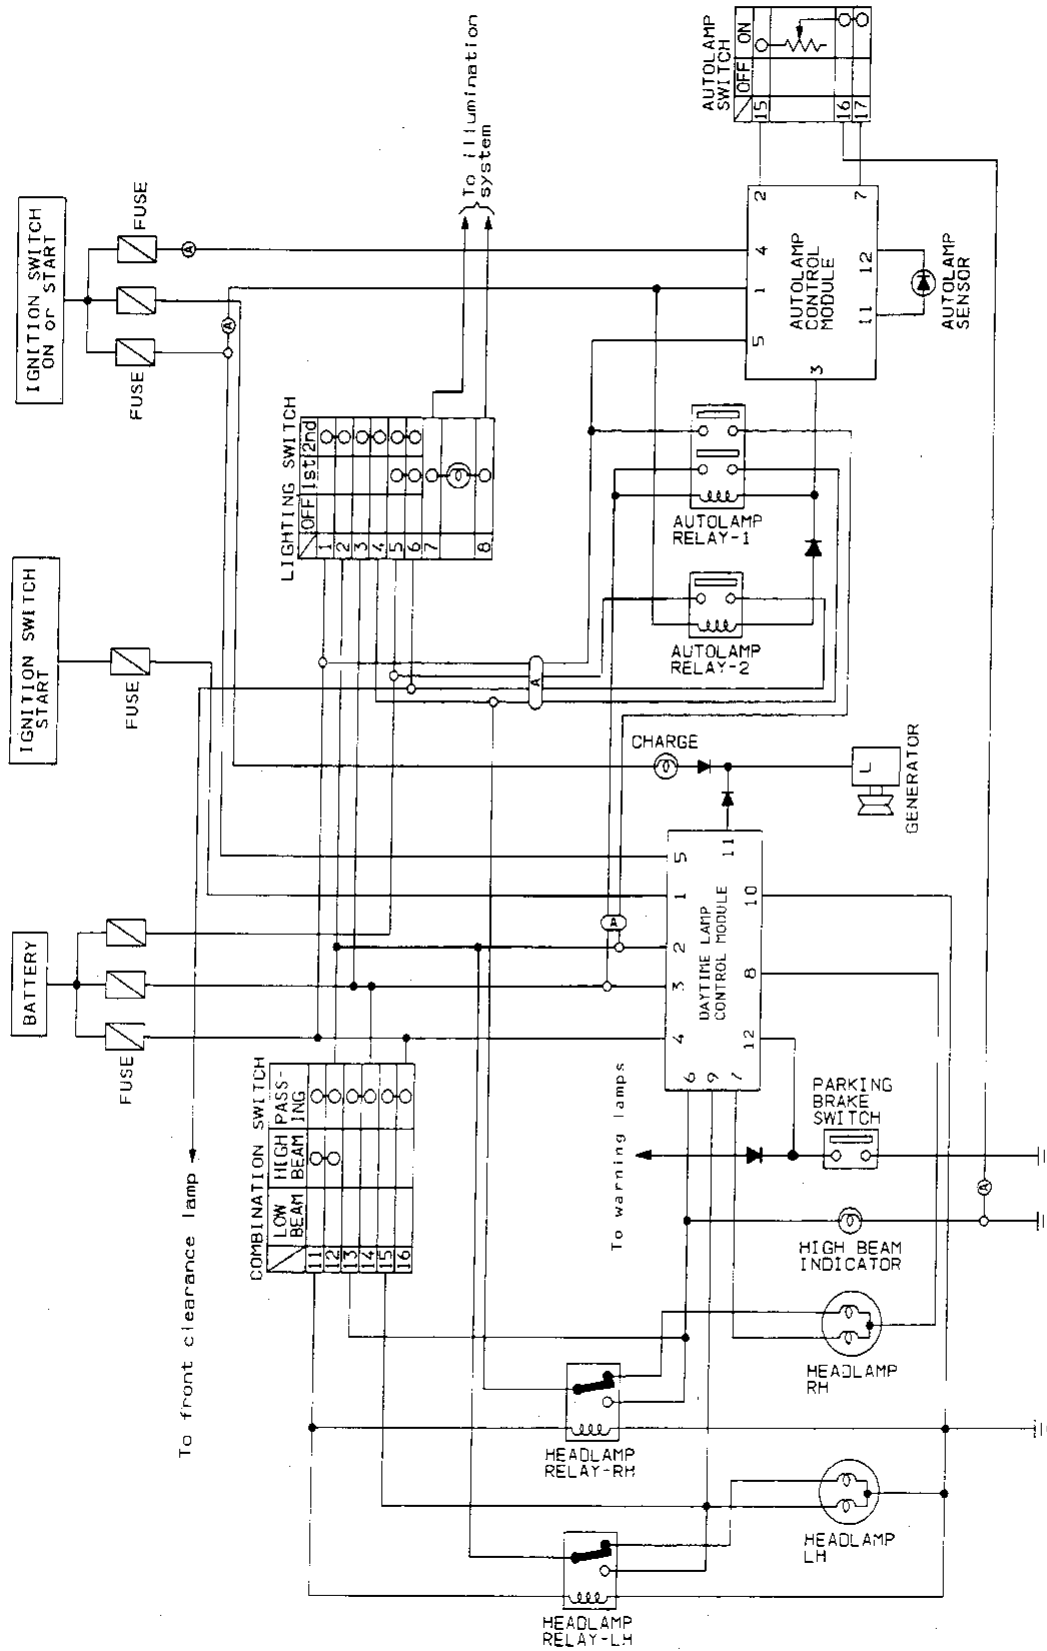 IGNITION SWITCH
ON or START
FUSE
FUSE
A
A
IGNITION SWITCH
START
FUSE
BATTERY
FUSE
To illumination
system
AUTOLAMP
SWITCH
OFF
ON
15
16
17
LIGHTING SWITCH
OFF
1st
2nd
1
2
3
4
5
6
7
8
AUTOLAMP
CONTROL
MODULE
2
7
4
1
5
3
12
11
AUTOLAMP
SENSOR
AUTOLAMP
RELAY-1
AUTOLAMP
RELAY-2
A
CHARGE
L
GENERATOR
A
DAYTIME LAMP
CONTROL MODULE
5
1
2
3
4
11
10
8
12
6
9
7
COMBINATION SWITCH
LOW
BEAM
HIGH
BEAM
PASS-
ING
11
12
13
14
15
16
To front clearance lamp
To warning lamps
PARKING
BRAKE
SWITCH
A
HIGH BEAM
INDICATOR
HEADLAMP
RH
HEADLAMP
RELAY-RH
HEADLAMP
LH
HEADLAMP
RELAY-LH